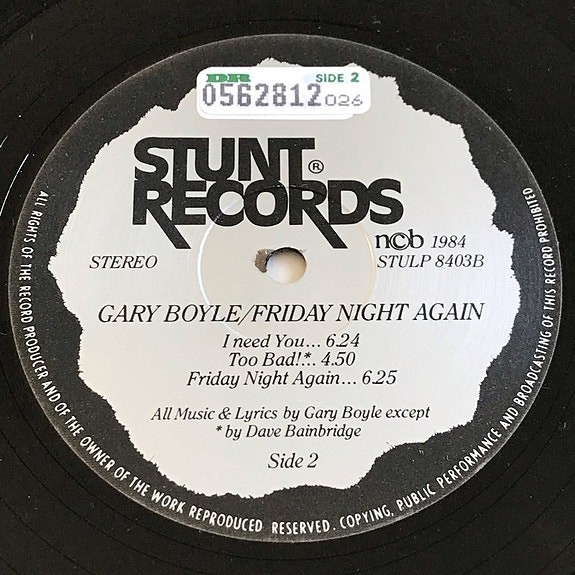 DR SIDE 2
0562812026
STUNT®
RECORDS
ncb 1984
STEREO STULP 8403B
GARY BOYLE/FRIDAY NIGHT AGAIN
I need You... 6.24
Too Bad!*.. 4.50
Friday Night Again... 6.25
All Music & Lyrics by Gary Boyle except
* by Dave Bainbridge
Side 2
ALL RIGHTS OF THE RECORD PRODUCER AND OF THE OWNER OF THE WORK REPRODUCED RESERVED. COPYING, PUBLIC PERFORMANCE AND BROADCASTING OF THIS RECORD PROHIBITED